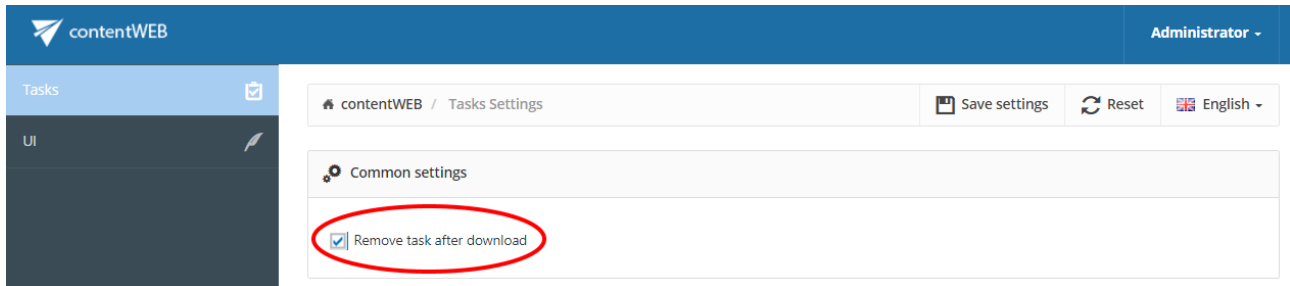 contentWEB
Administrator
Tasks
contentWEB / Tasks Settings
Save settings
Reset
English
UI
Common settings
Remove task after download